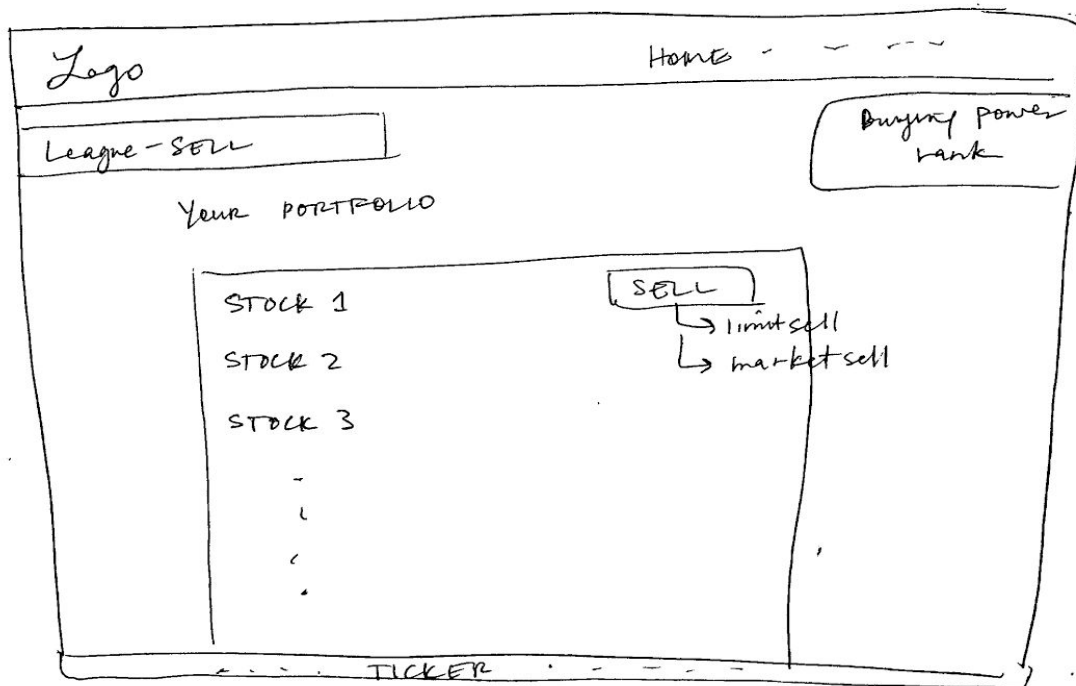 Logo
HOME
League-SELL
Buying power
rank
YOUR PORTFOLIO
STOCK 1
SELL
limit sell
market sell
STOCK 2
STOCK 3
TICKER